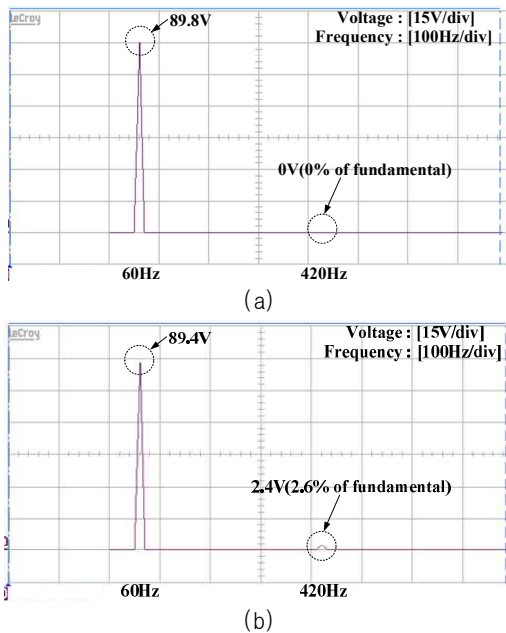 LeCroy
89.8V
Voltage : [15V/div]
Frequency : [100Hz/div]
0V(0% of fundamental)
60Hz
420Hz
(a)
LeCroy
89.4V
Voltage : [15V/div]
Frequency : [100Hz/div]
2.4V(2.6% of fundamental)
60Hz
420Hz
(b)